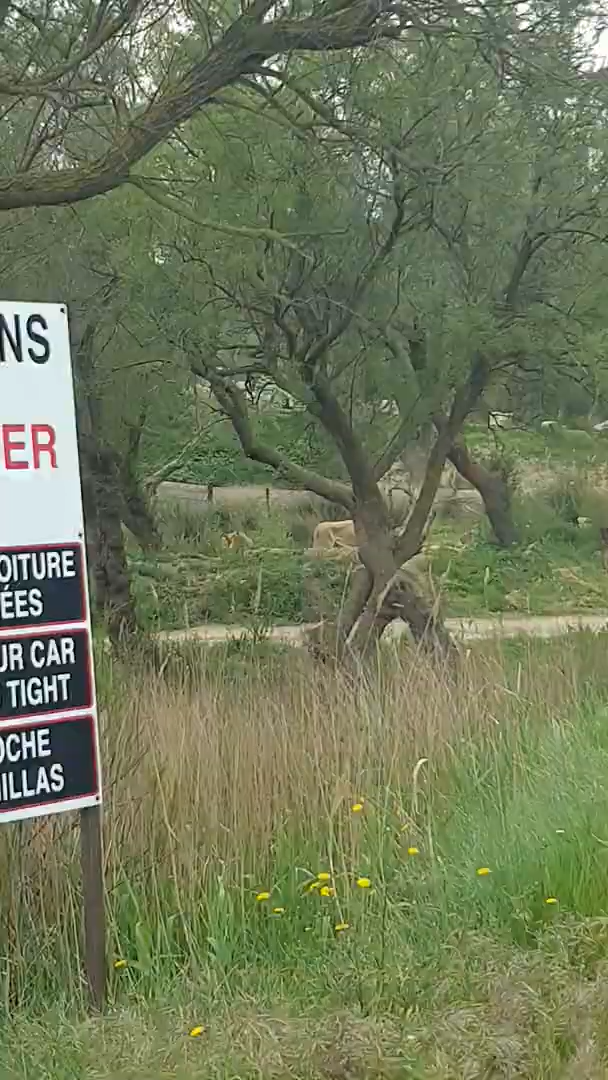 NS
ER
OITURE
ÉES
UR CAR
TIGHT
OCHE
ILLAS